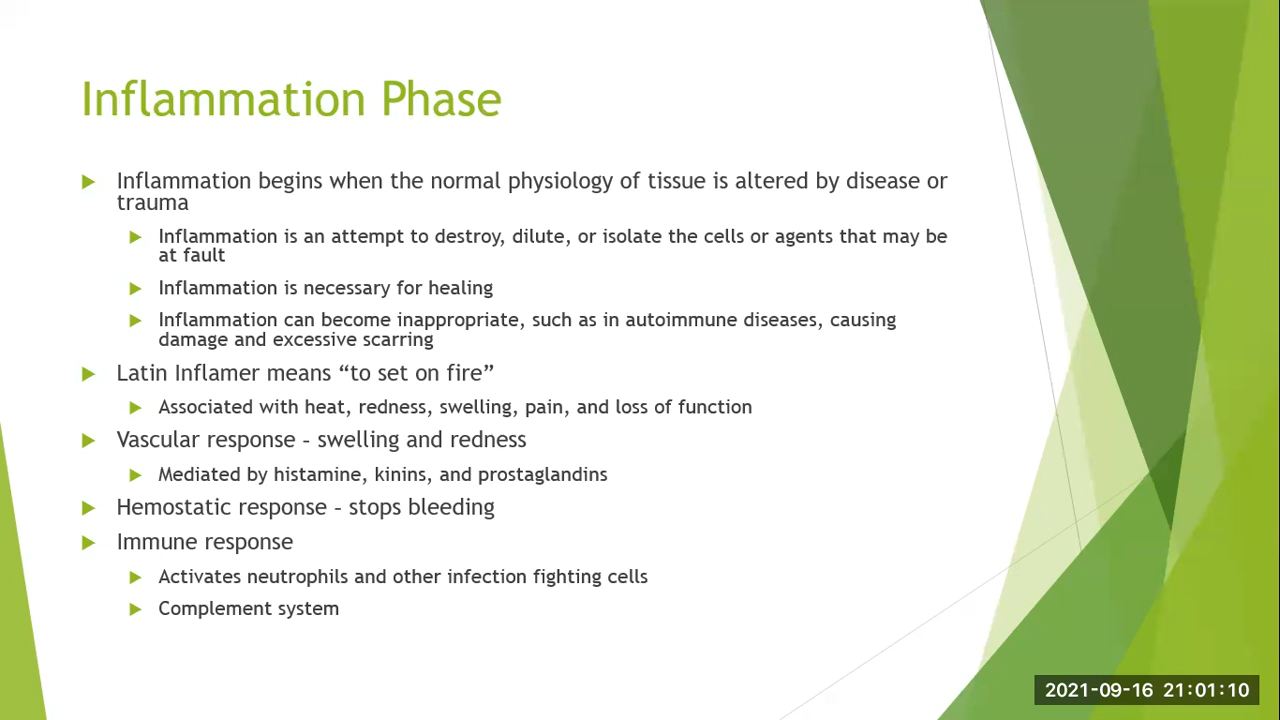 Inflammation Phase
Inflammation begins when the normal physiology of tissue is altered by disease or
trauma
Inflammation is an attempt to destroy, dilute, or isolate the cells or agents that may be
at fault
Inflammation is necessary for healing
Inflammation can become inappropriate, such as in autoimmune diseases, causing
damage and excessive scarring
Latin Inflamer means “to set on fire”
Associated with heat, redness, swelling, pain, and loss of function
Vascular response – swelling and redness
Mediated by histamine, kinins, and prostaglandins
Hemostatic response – stops bleeding
Immune response
Activates neutrophils and other infection fighting cells
Complement system
2021-09-16 21:01:10